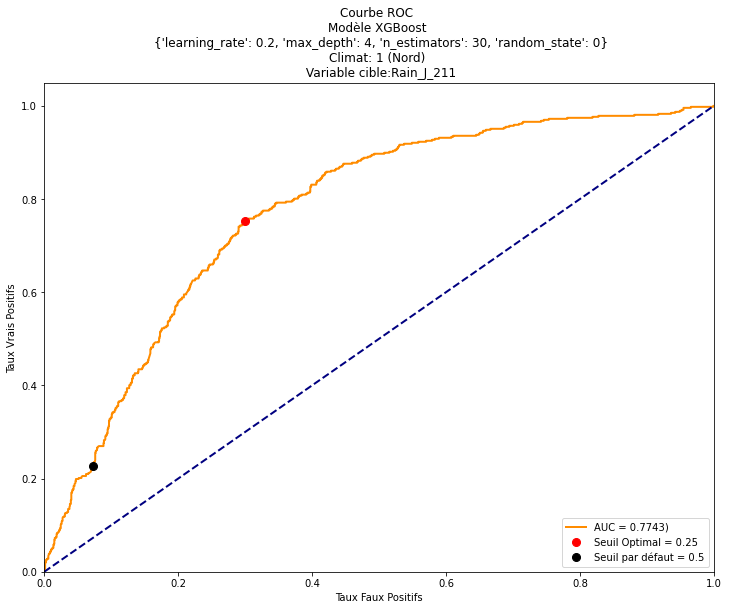 Courbe ROC
Modèle XGBoost
{'learning_rate': 0.2, 'max_depth': 4, 'n_estimators': 30, 'random_state': 0}
Climat: 1 (Nord)
Variable cible:Rain_J_211
Taux Vrais Positifs
1.0
0.8
0.6
0.4
0.2
0.0
0.0 0.2 0.4 0.6 0.8 1.0
Taux Faux Positifs
AUC = 0.7743)
Seuil Optimal = 0.25
Seuil par défaut = 0.5